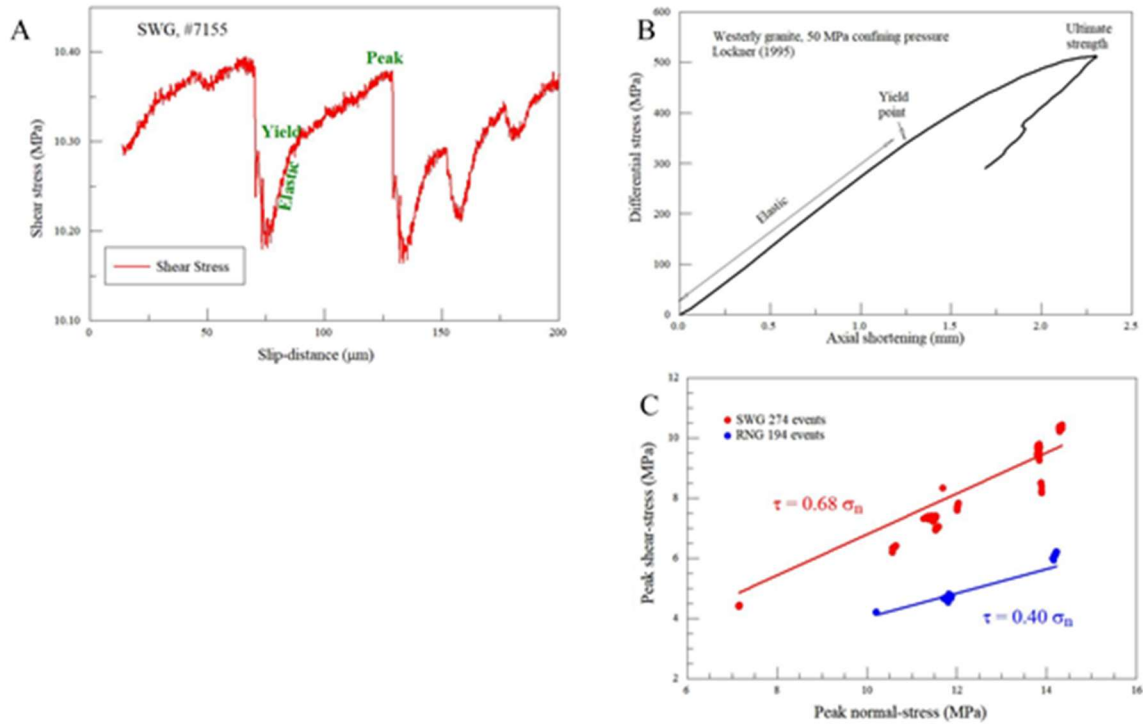 A
SWG, #7155
10.40
10.30
10.20
10.10
Shear stress (MPa)
Peak
Yield
Elastic
Shear Stress
0
50
100
150
200
Slip-distance (μm)
B
Westerly granite, 50 MPa confining pressure
Lockner (1995)
Ultimate
strength
Yield
point
Elastic
600
500
400
300
200
100
0
Differential stress (MPa)
0.0
0.5
1.0
1.5
2.0
2.5
Axial shortening (mm)
C
SWG 274 events
RNG 194 events
τ = 0.68 σn
τ = 0.40 σn
12
10
8
6
4
2
Peak shear-stress (MPa)
6
8
10
12
14
16
Peak normal-stress (MPa)